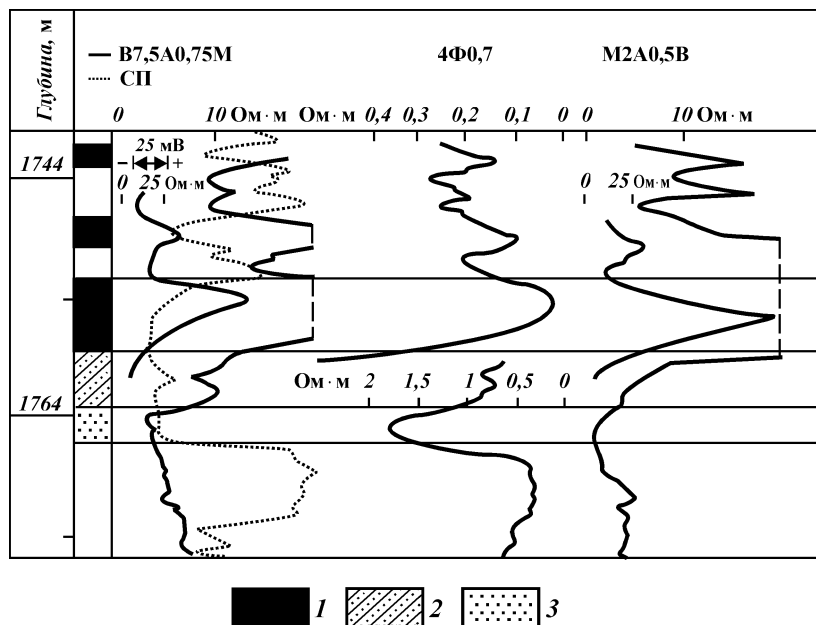 Глубина, м
В7,5А0,75М 4Ф0,7 М2А0,5В
СП
0 10 Ом·м Ом·м 0,4 0,3 0,2 0,1 0 0 10 Ом·м
25 мВ
- +
1744
0 25 Ом·м 0 25 Ом·м
Ом·м 2 1,5 1 0,5 0
1764
1 2 3